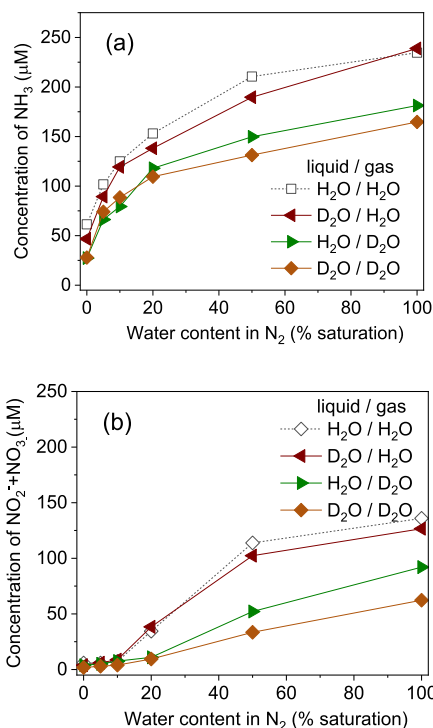 (a)
Concentration of NH₃ (μM)
250
200
150
100
50
0
liquid / gas
H₂O / H₂O
D₂O / H₂O
H₂O / D₂O
D₂O / D₂O
0 20 40 60 80 100
Water content in N₂ (% saturation)
(b)
Concentration of NO₂⁻+NO₃⁻(μM)
250
200
150
100
50
0
liquid / gas
H₂O / H₂O
D₂O / H₂O
H₂O / D₂O
D₂O / D₂O
0 20 40 60 80 100
Water content in N₂ (% saturation)